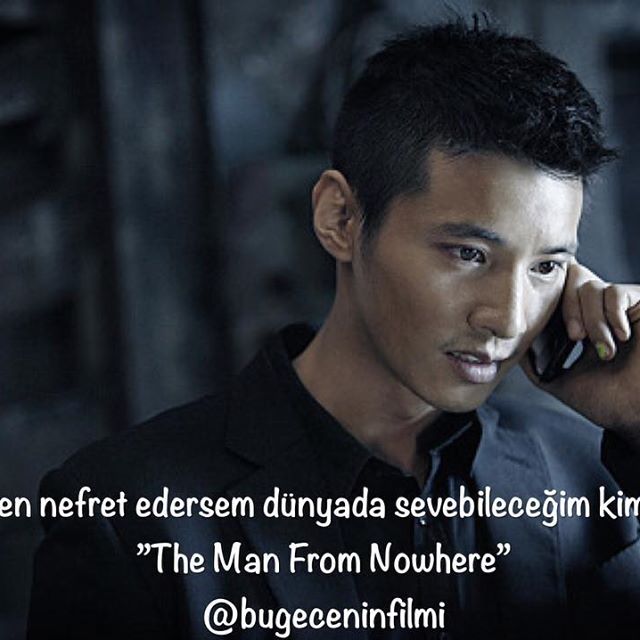 en nefret edersem dünyada sevebileceğim kim
”The Man From Nowhere”
@bugeceninfilmi